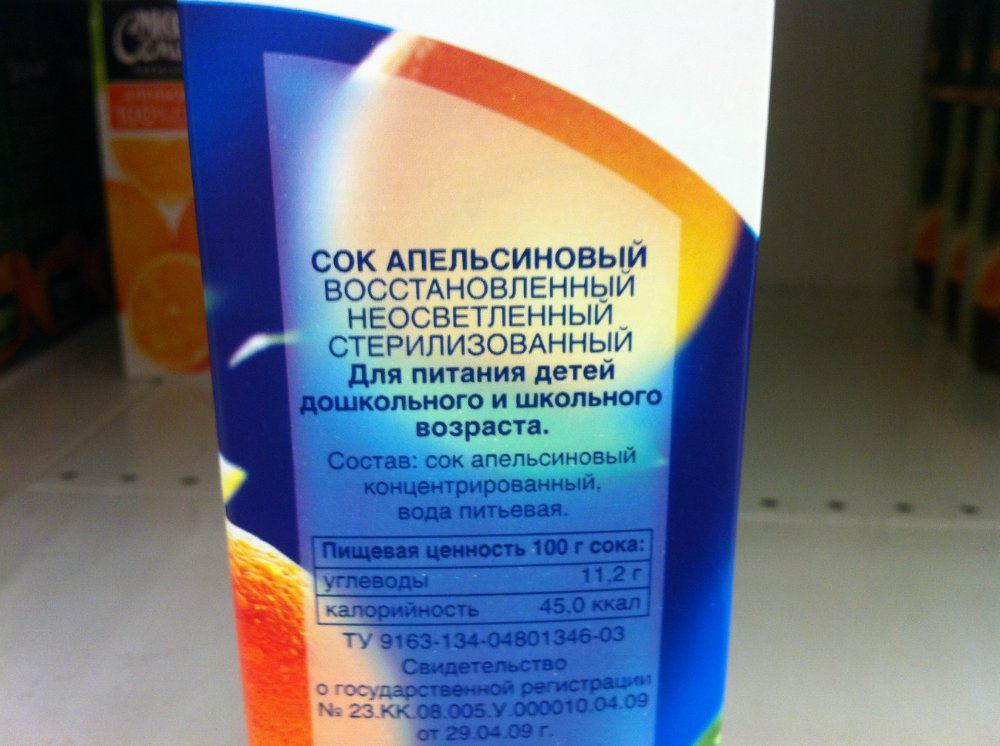 СОК АПЕЛЬСИНОВЫЙ
ВОССТАНОВЛЕННЫЙ
НЕОСВЕТЛЕННЫЙ
СТЕРИЛИЗОВАННЫЙ
Для питания детей
дошкольного и школьного
возраста.
Состав: сок апельсиновый
концентрированный,
вода питьевая.
Пищевая ценность 100 г сока:
углеводы 11,2 г
калорийность 45,0 ккал
ТУ 9163-134-04801346-03
Свидетельство
о государственной регистрации
№ 23.КК.08.005.У.000010.04.09
от 29.04.09 г.